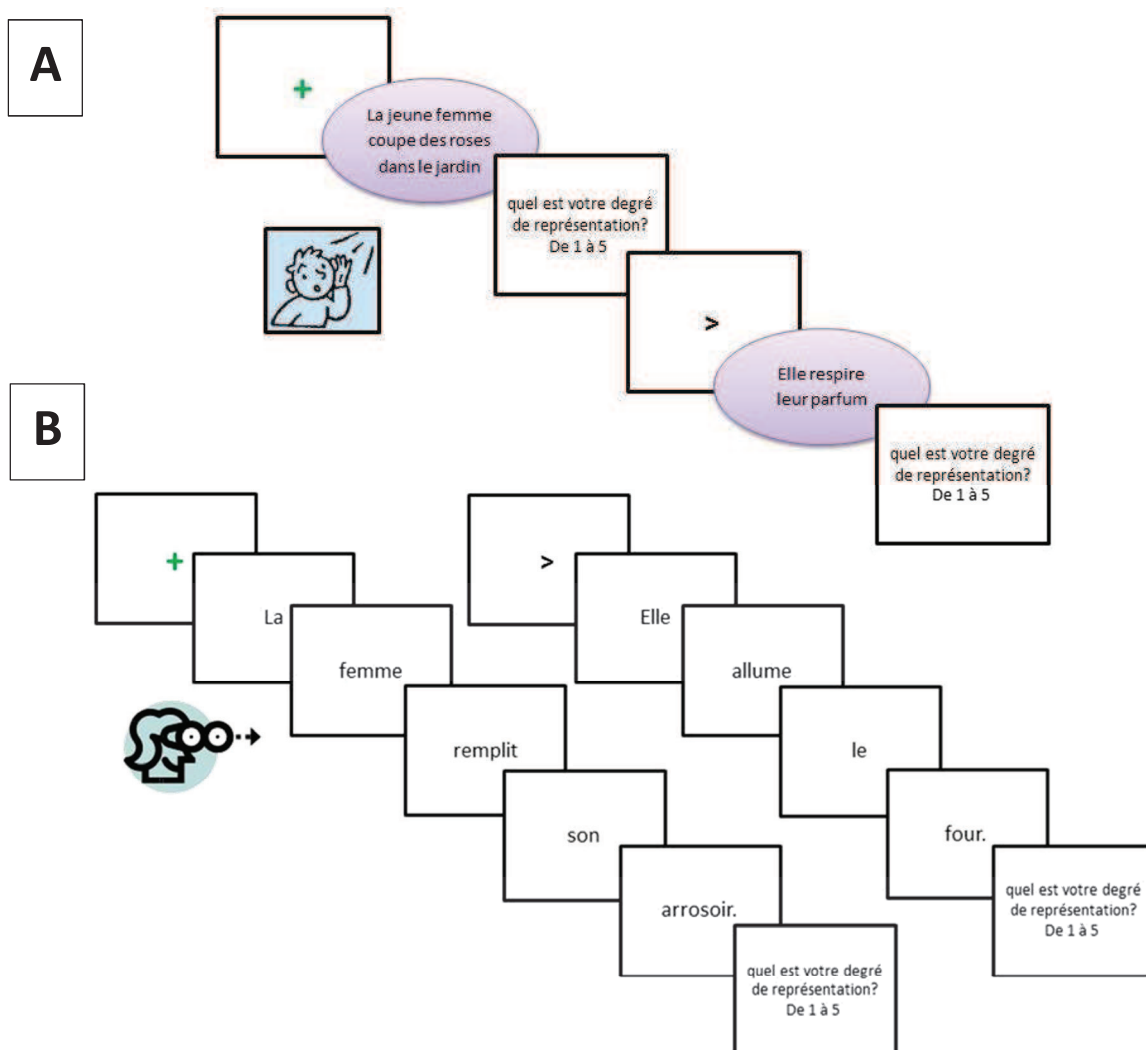 A
+
La jeune femme
coupe des roses
dans le jardin
quel est votre degré
de représentation?
De 1 à 5
>
Elle respire
leur parfum
quel est votre degré
de représentation?
De 1 à 5
B
+
La
femme
remplit
son
arrosoir.
quel est votre degré
de représentation?
De 1 à 5
>
Elle
allume
le
four.
quel est votre degré
de représentation?
De 1 à 5